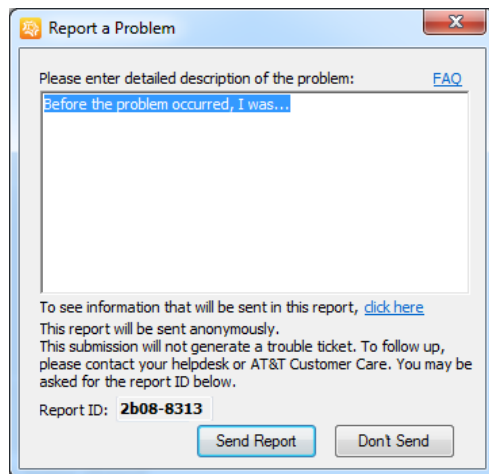 Report a Problem
Please enter detailed description of the problem: FAQ
Before the problem occurred, I was...
To see information that will be sent in this report, click here
This report will be sent anonymously.
This submission will not generate a trouble ticket. To follow up,
please contact your helpdesk or AT&T Customer Care. You may be
asked for the report ID below.
Report ID: 2b08-8313
Send Report Don't Send